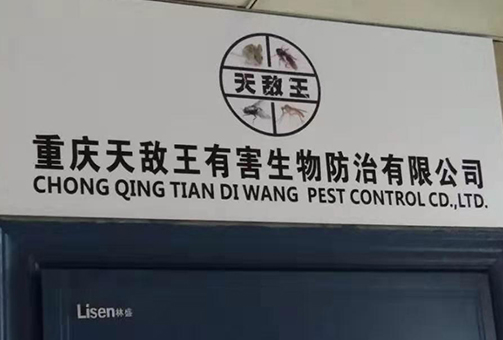 天敌王
重庆天敌王有害生物防治有限公司
CHONG QING TIAN DI WANG PEST CONTROL CD.,LTD.
Lisen林盛